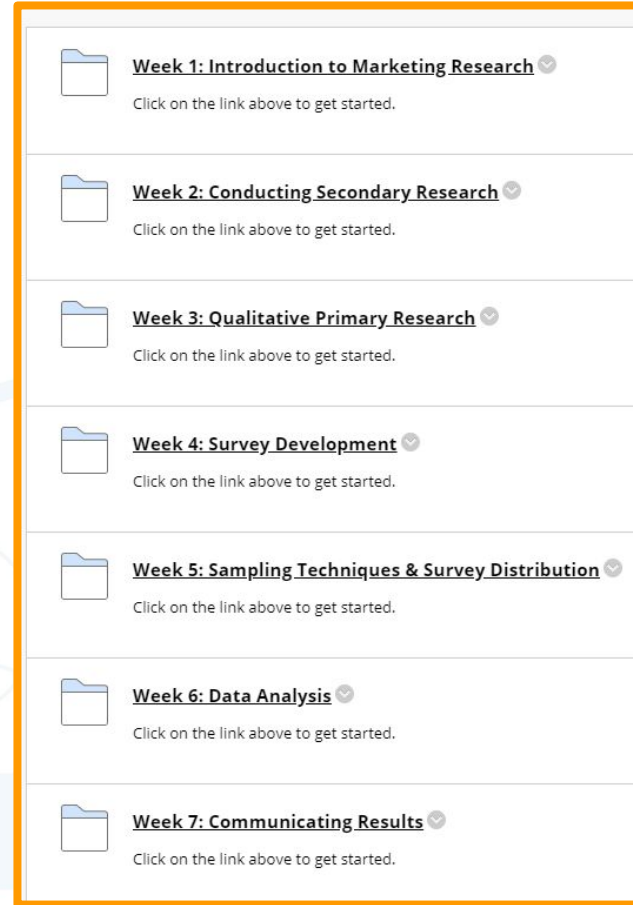 Week 1: Introduction to Marketing Research
Click on the link above to get started.
Week 2: Conducting Secondary Research
Click on the link above to get started.
Week 3: Qualitative Primary Research
Click on the link above to get started.
Week 4: Survey Development
Click on the link above to get started.
Week 5: Sampling Techniques & Survey Distribution
Click on the link above to get started.
Week 6: Data Analysis
Click on the link above to get started.
Week 7: Communicating Results
Click on the link above to get started.